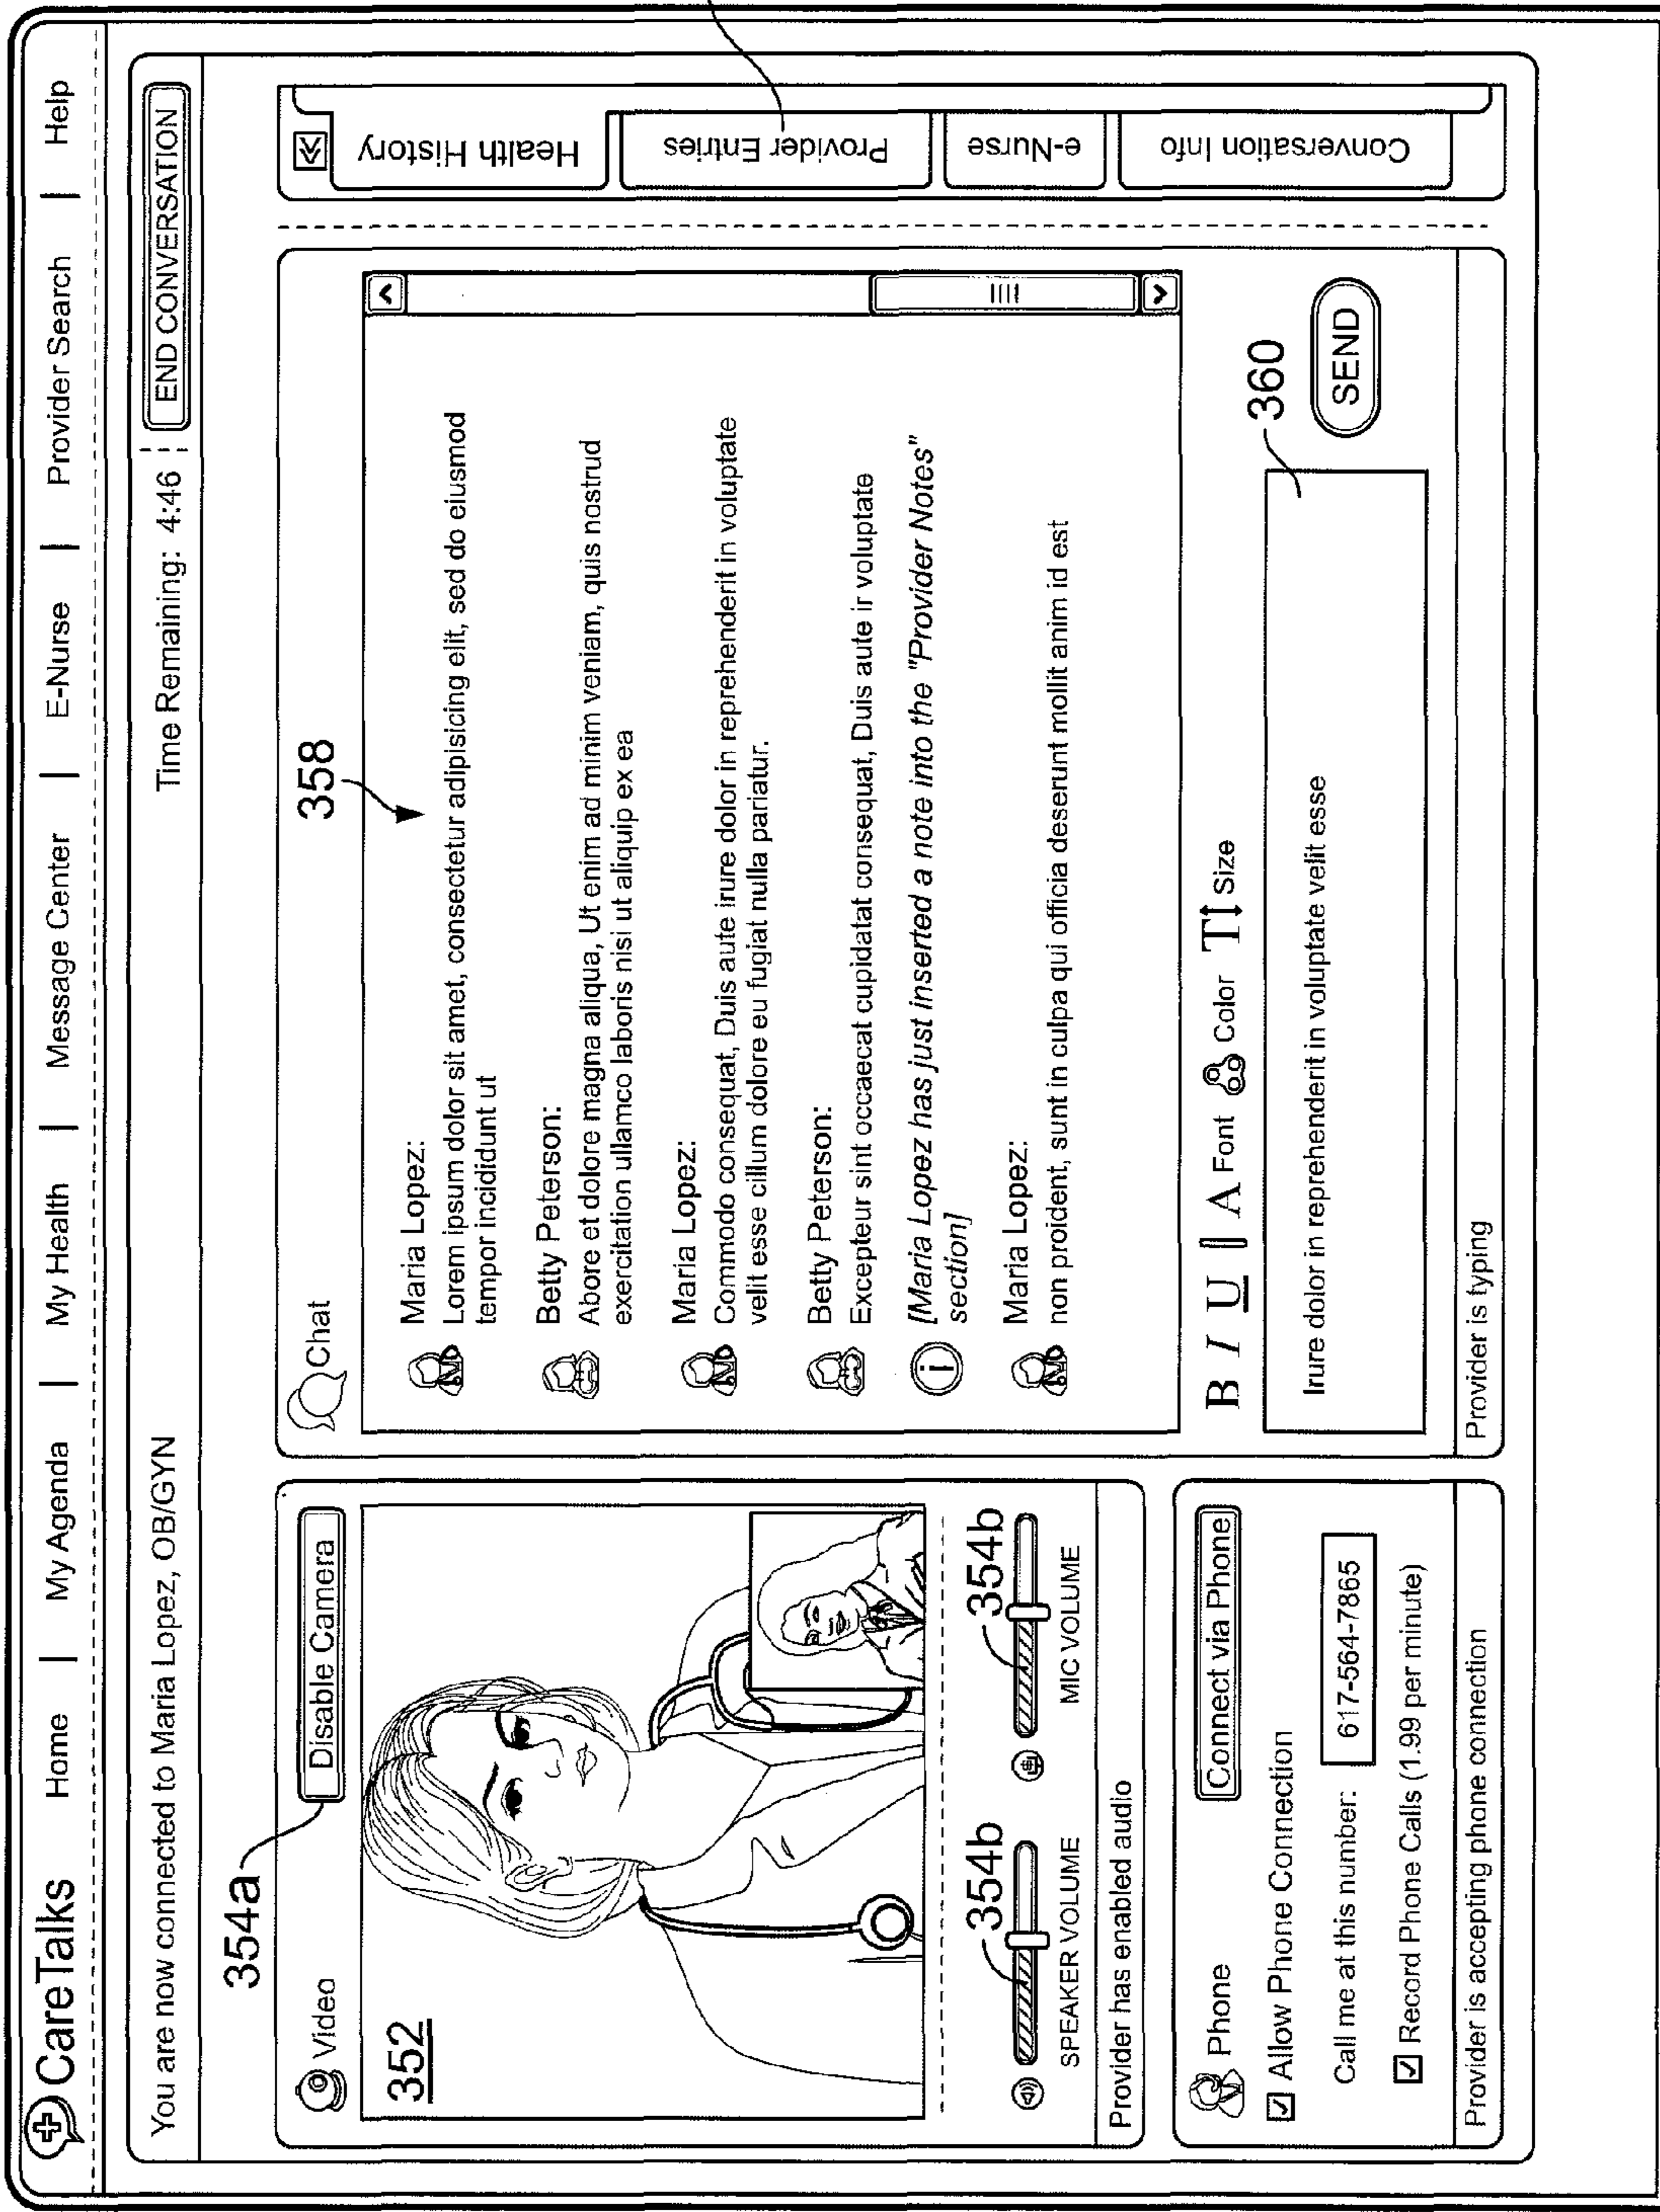 CareTalks Home | My Agenda | My Health | Message Center | E-Nurse | Provider Search | Help
You are now connected to Maria Lopez, OB/GYN
Time Remaining: 4:46
END CONVERSATION
354a
Video
Disable Camera
352
354b
354b
SPEAKER VOLUME
MIC VOLUME
Provider has enabled audio
Phone
Connect via Phone
Allow Phone Connection
Call me at this number: 617-564-7865
Record Phone Calls (1.99 per minute)
Provider is accepting phone connection
Chat
358
Maria Lopez:
Lorem ipsum dolor sit amet, consectetur adipisicing elit, sed do eiusmod
tempor incididunt ut
Betty Peterson:
Abore et dolore magna aliqua, Ut enim ad minim veniam, quis nostrud
exercitation ullamco laboris nisi ut aliquip ex ea
Maria Lopez:
Commodo consequat, Duis aute irure dolor in reprehenderit in voluptate
velit esse cillum dolore eu fugiat nulla pariatur.
Betty Peterson:
Excepteur sint occaecat cupidatat consequat, Duis aute ir voluptate
[Maria Lopez has just inserted a note into the "Provider Notes"
section]
Maria Lopez:
non proident, sunt in culpa qui officia deserunt mollit anim id est
B I U A Font Color T Size
360
Irure dolor in reprehenderit in voluptate velit esse
SEND
Provider is typing
Health History
Provider Entries
e-Nurse
Conversation Info